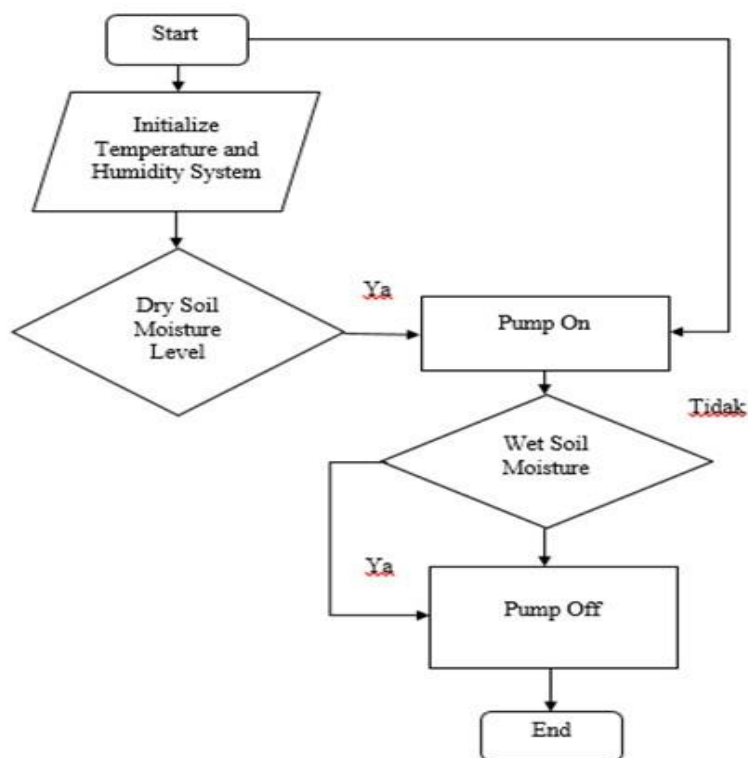 Start
Initialize
Temperature and
Humidity System
Dry Soil
Moisture
Level
Ya
Pump On
Tidak
Wet Soil
Moisture
Ya
Pump Off
End